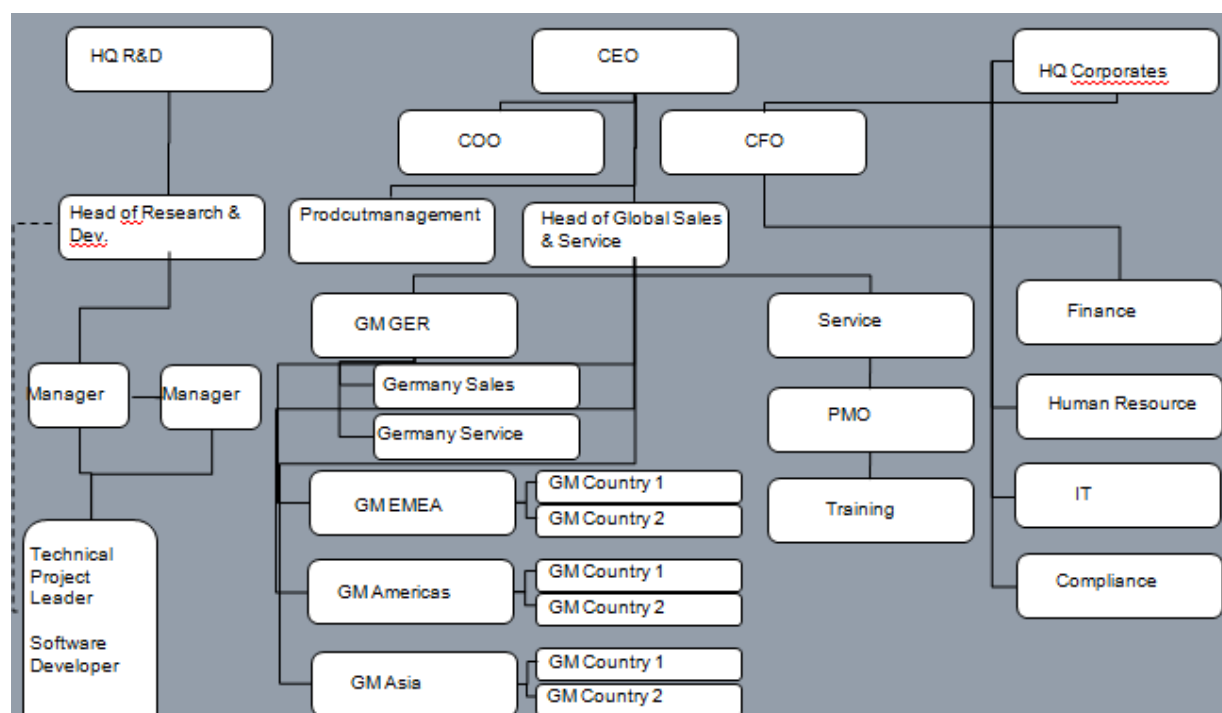 HQ R&D
CEO
HQ Corporates
COO
CFO
Head of Research &
Dev.
Prodcutmanagement
Head of Global Sales
& Service
GM GER
Service
Finance
Manager
Manager
Germany Sales
Germany Service
PMO
Human Resource
GM EMEA
GM Country 1
GM Country 2
Training
IT
Technical
Project
Leader
Software
Developer
GM Americas
GM Country 1
GM Country 2
Compliance
GM Asia
GM Country 1
GM Country 2